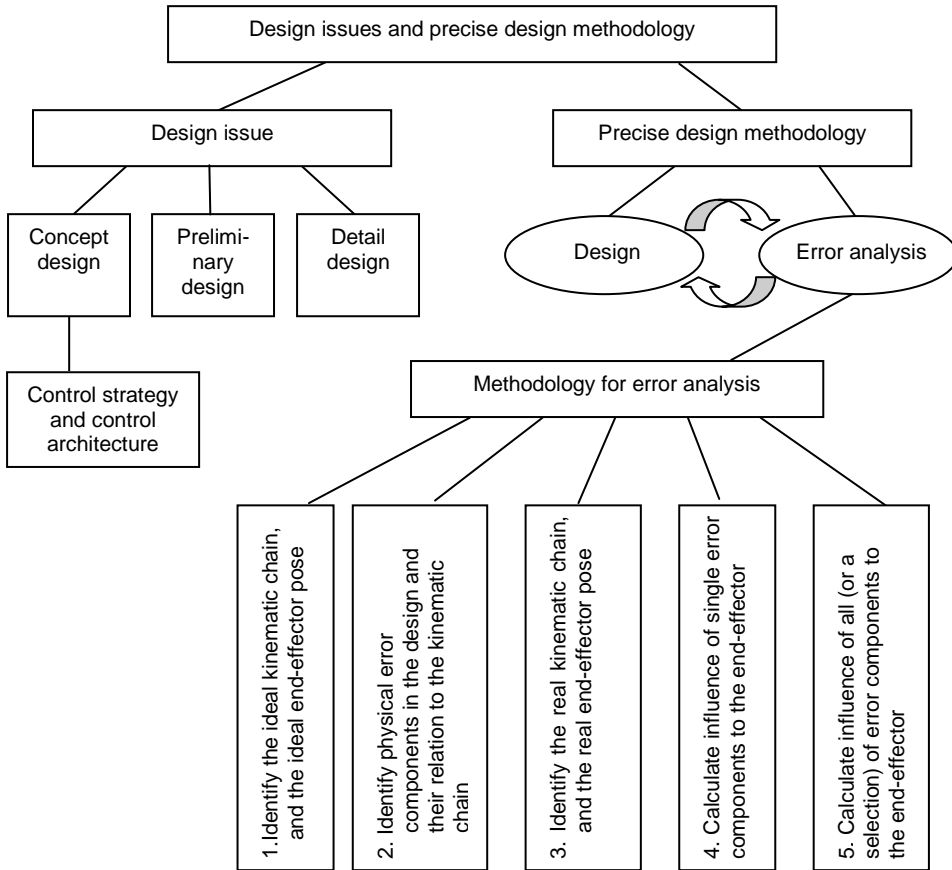 Design issues and precise design methodology
Design issue
Precise design methodology
Concept
design
Prelimi-
nary
design
Detail
design
Design
Error analysis
Control strategy
and control
architecture
Methodology for error analysis
1.Identify the ideal kinematic chain,
and the ideal end-effector pose
2. Identify physical error
components in the design and
their relation to the kinematic
chain
3. Identify the real kinematic chain,
and the real end-effector pose
4. Calculate influence of single error
components to the end-effector
5. Calculate influence of all (or a
selection) of error components to
the end-effector